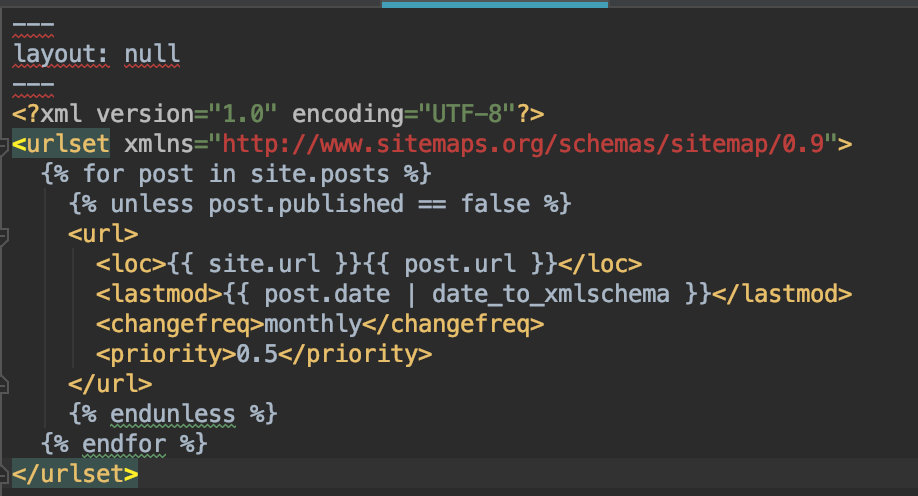 ---
layout: null
---
<?xml version="1.0" encoding="UTF-8"?>
<urlset xmlns="http://www.sitemaps.org/schemas/sitemap/0.9">
  {% for post in site.posts %}
    {% unless post.published == false %}
    <url>
      <loc>{{ site.url }}{{ post.url }}</loc>
      <lastmod>{{ post.date | date_to_xmlschema }}</lastmod>
      <changefreq>monthly</changefreq>
      <priority>0.5</priority>
    </url>
    {% endunless %}
  {% endfor %}
</urlset>